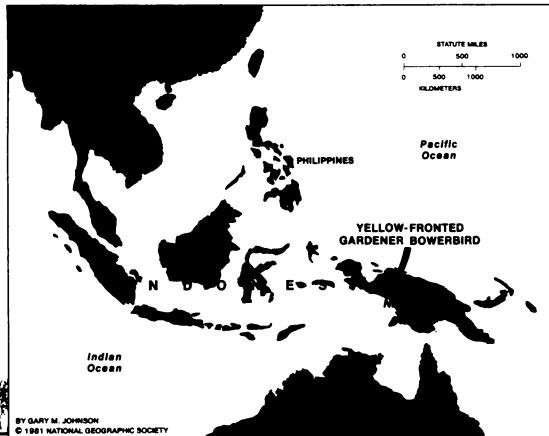 STATUTE MILES
0 500 1000
0 500 1000
KILOMETERS
Pacific
Ocean
PHILIPPINES
YELLOW-FRONTED
GARDENER BOWERBIRD
N D O N E S
Indian
Ocean
BY GARY M. JOHNSON
© 1981 NATIONAL GEOGRAPHIC SOCIETY